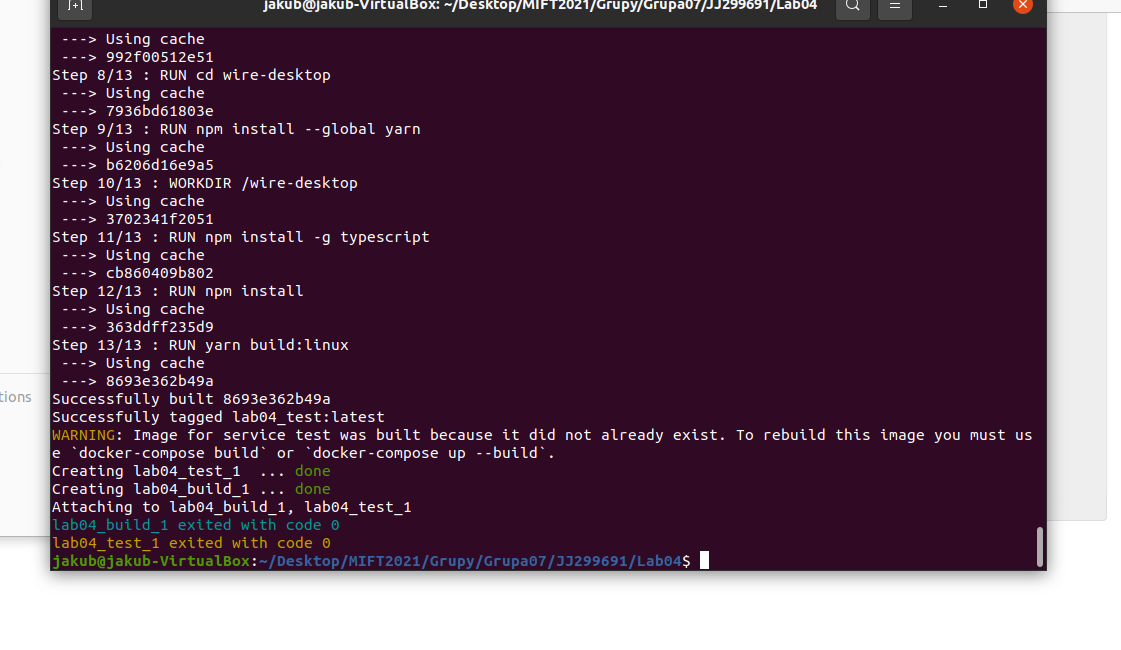 jakub@jakub-VirtualBox: ~/Desktop/MIFT2021/Grupy/Grupa07/JJ299691/Lab04
 ---> Using cache
 ---> 992f00512e51
Step 8/13 : RUN cd wire-desktop
 ---> Using cache
 ---> 7936bd61803e
Step 9/13 : RUN npm install --global yarn
 ---> Using cache
 ---> b6206d16e9a5
Step 10/13 : WORKDIR /wire-desktop
 ---> Using cache
 ---> 3702341f2051
Step 11/13 : RUN npm install -g typescript
 ---> Using cache
 ---> cb860409b802
Step 12/13 : RUN npm install
 ---> Using cache
 ---> 363ddff235d9
Step 13/13 : RUN yarn build:linux
 ---> Using cache
 ---> 8693e362b49a
tions
Successfully built 8693e362b49a
Successfully tagged lab04_test:latest
WARNING: Image for service test was built because it did not already exist. To rebuild this image you must us
e `docker-compose build` or `docker-compose up --build`.
Creating lab04_test_1  ... done
Creating lab04_build_1 ... done
Attaching to lab04_build_1, lab04_test_1
lab04_build_1 exited with code 0
lab04_test_1 exited with code 0
jakub@jakub-VirtualBox:~/Desktop/MIFT2021/Grupy/Grupa07/JJ299691/Lab04$